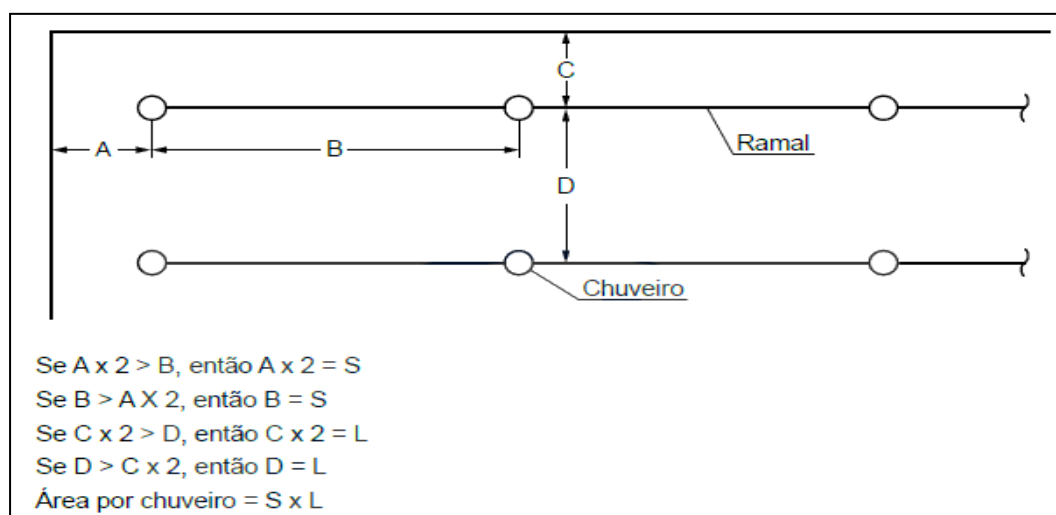 C
A
B
Ramal
D
Chuveiro
Se A x 2 > B, então A x 2 = S
Se B > A X 2, então B = S
Se C x 2 > D, então C x 2 = L
Se D > C x 2, então D = L
Área por chuveiro = S x L